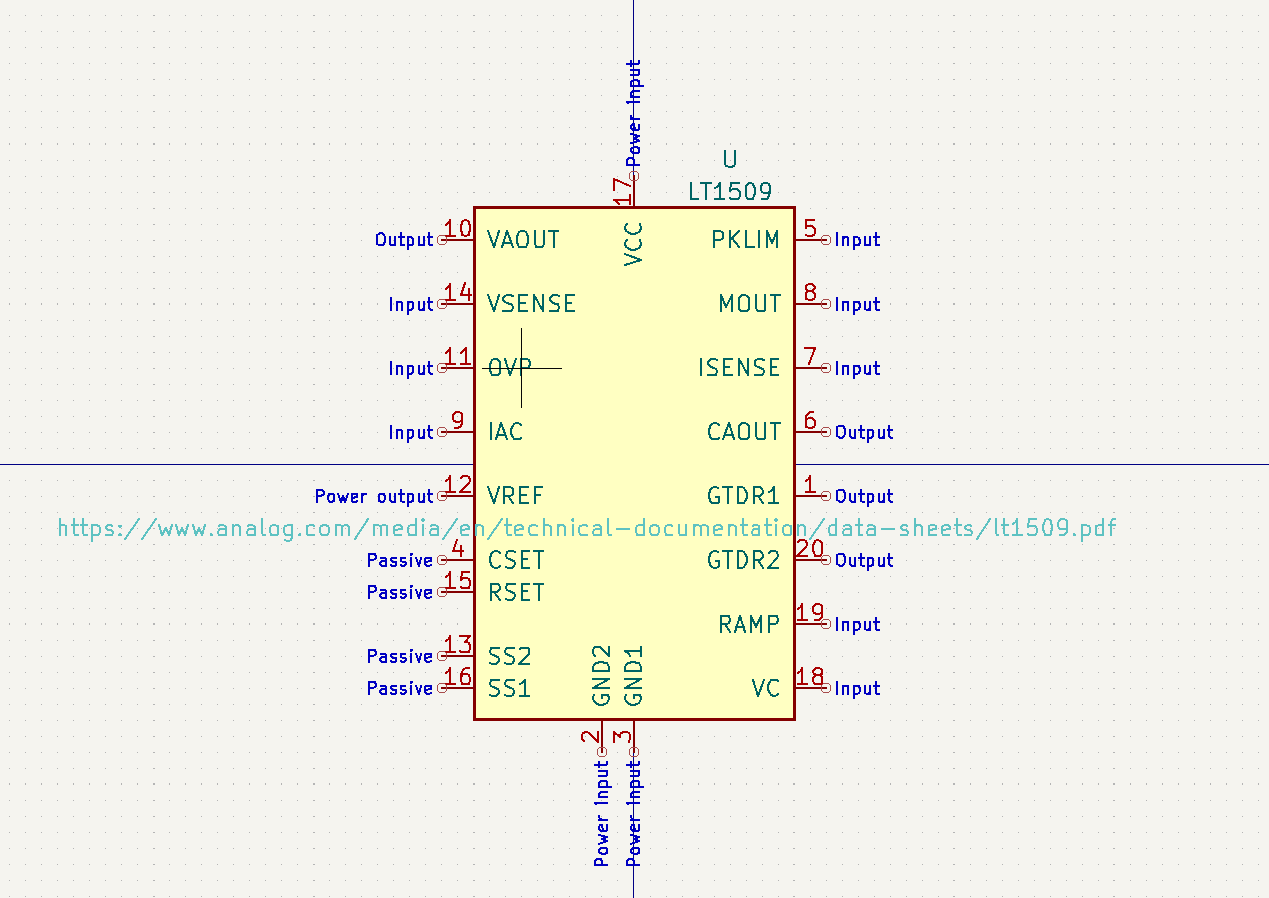 Power Input
U
LT1509
17
VCC
Output 10 VAOUT
PKLIM 5 Input
Input 14 VSENSE
MOUT 8 Input
Input 11 OVP
ISENSE 7 Input
Input 9 IAC
CAOUT 6 Output
Power output 12 VREF
GTDR1 1 Output
https://www.analog.com/media/en/technical-documentation/data-sheets/lt1509.pdf
Passive 4 CSET
GTDR2 20 Output
Passive 15 RSET
RAMP 19 Input
Passive 13 SS2
Passive 16 SS1
VC 18 Input
GND2
GND1
2
3
Power Input
Power Input